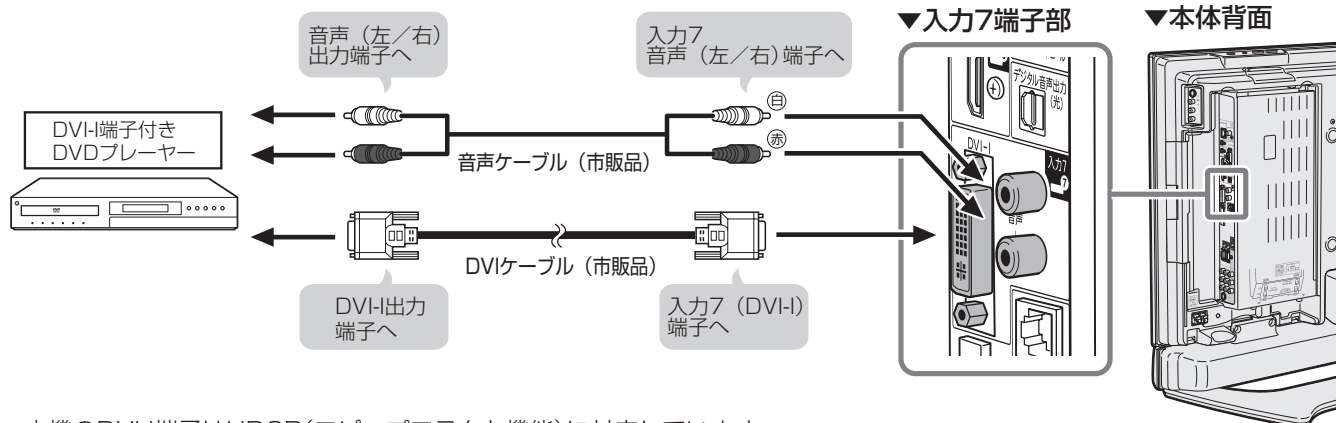 ▼入力7端子部
▼本体背面
音声（左／右）
出力端子へ
入力7
音声（左／右）端子へ
デジタル音声出力
（光）
白
赤
DVI-I端子付き
DVDプレーヤー
音声ケーブル（市販品）
DVI-I
入力7
7
音声
DVIケーブル（市販品）
DVI-I出力
端子へ
入力7（DVI-I）
端子へ